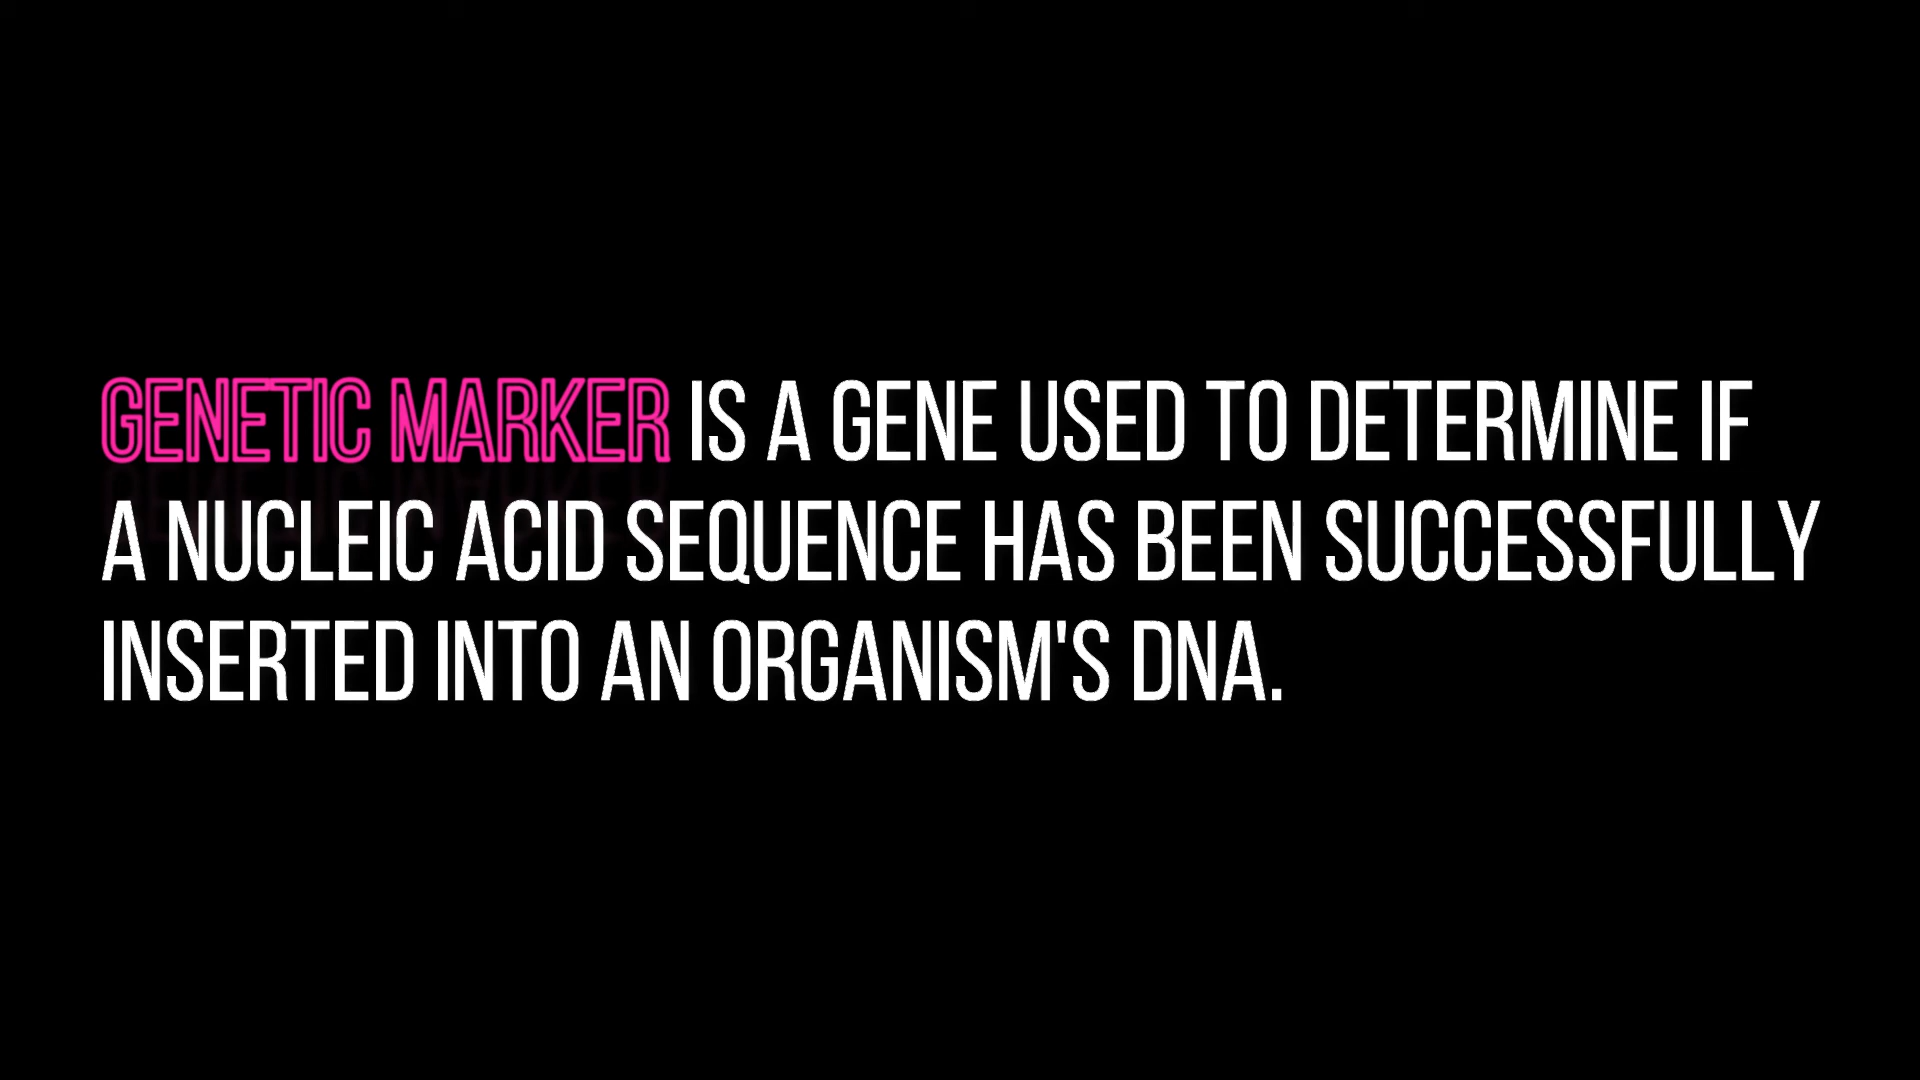 GENETIC MARKER IS A GENE USED TO DETERMINE IF
A NUCLEIC ACID SEQUENCE HAS BEEN SUCCESSFULLY
INSERTED INTO AN ORGANISM'S DNA.